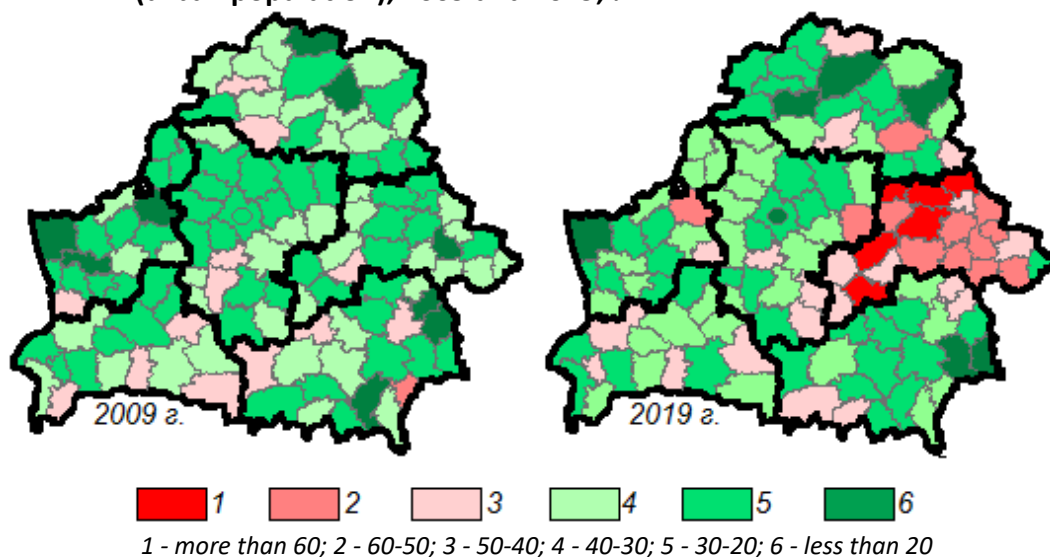 2009 г. 2019 г.
1 2 3 4 5 6
1 - more than 60; 2 - 60-50; 3 - 50-40; 4 - 40-30; 5 - 30-20; 6 - less than 20